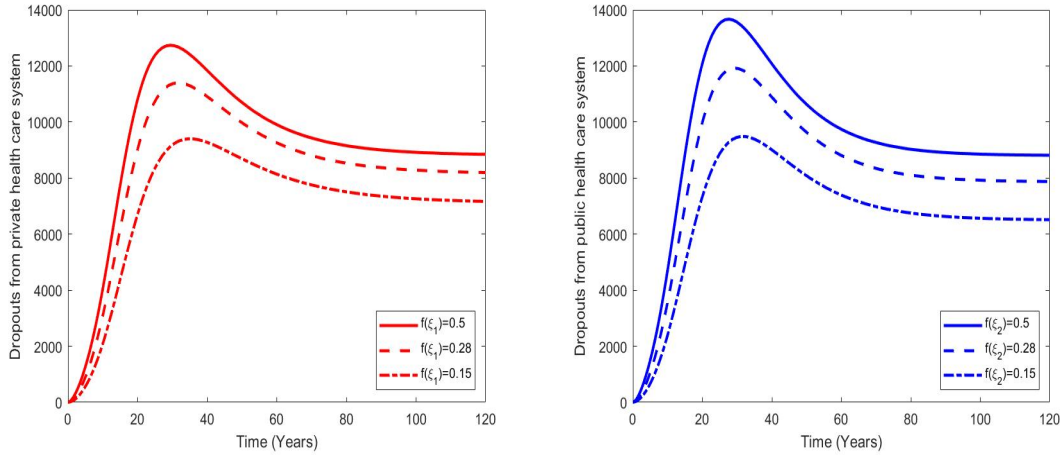 Dropouts from private health care system
14000
12000
10000
8000
6000
4000
2000
0
0 20 40 60 80 100 120
Time (Years)
f(ξ1)=0.5
f(ξ1)=0.28
f(ξ1)=0.15
Dropouts from public health care system
14000
12000
10000
8000
6000
4000
2000
0
0 20 40 60 80 100 120
Time (Years)
f(ξ2)=0.5
f(ξ2)=0.28
f(ξ2)=0.15